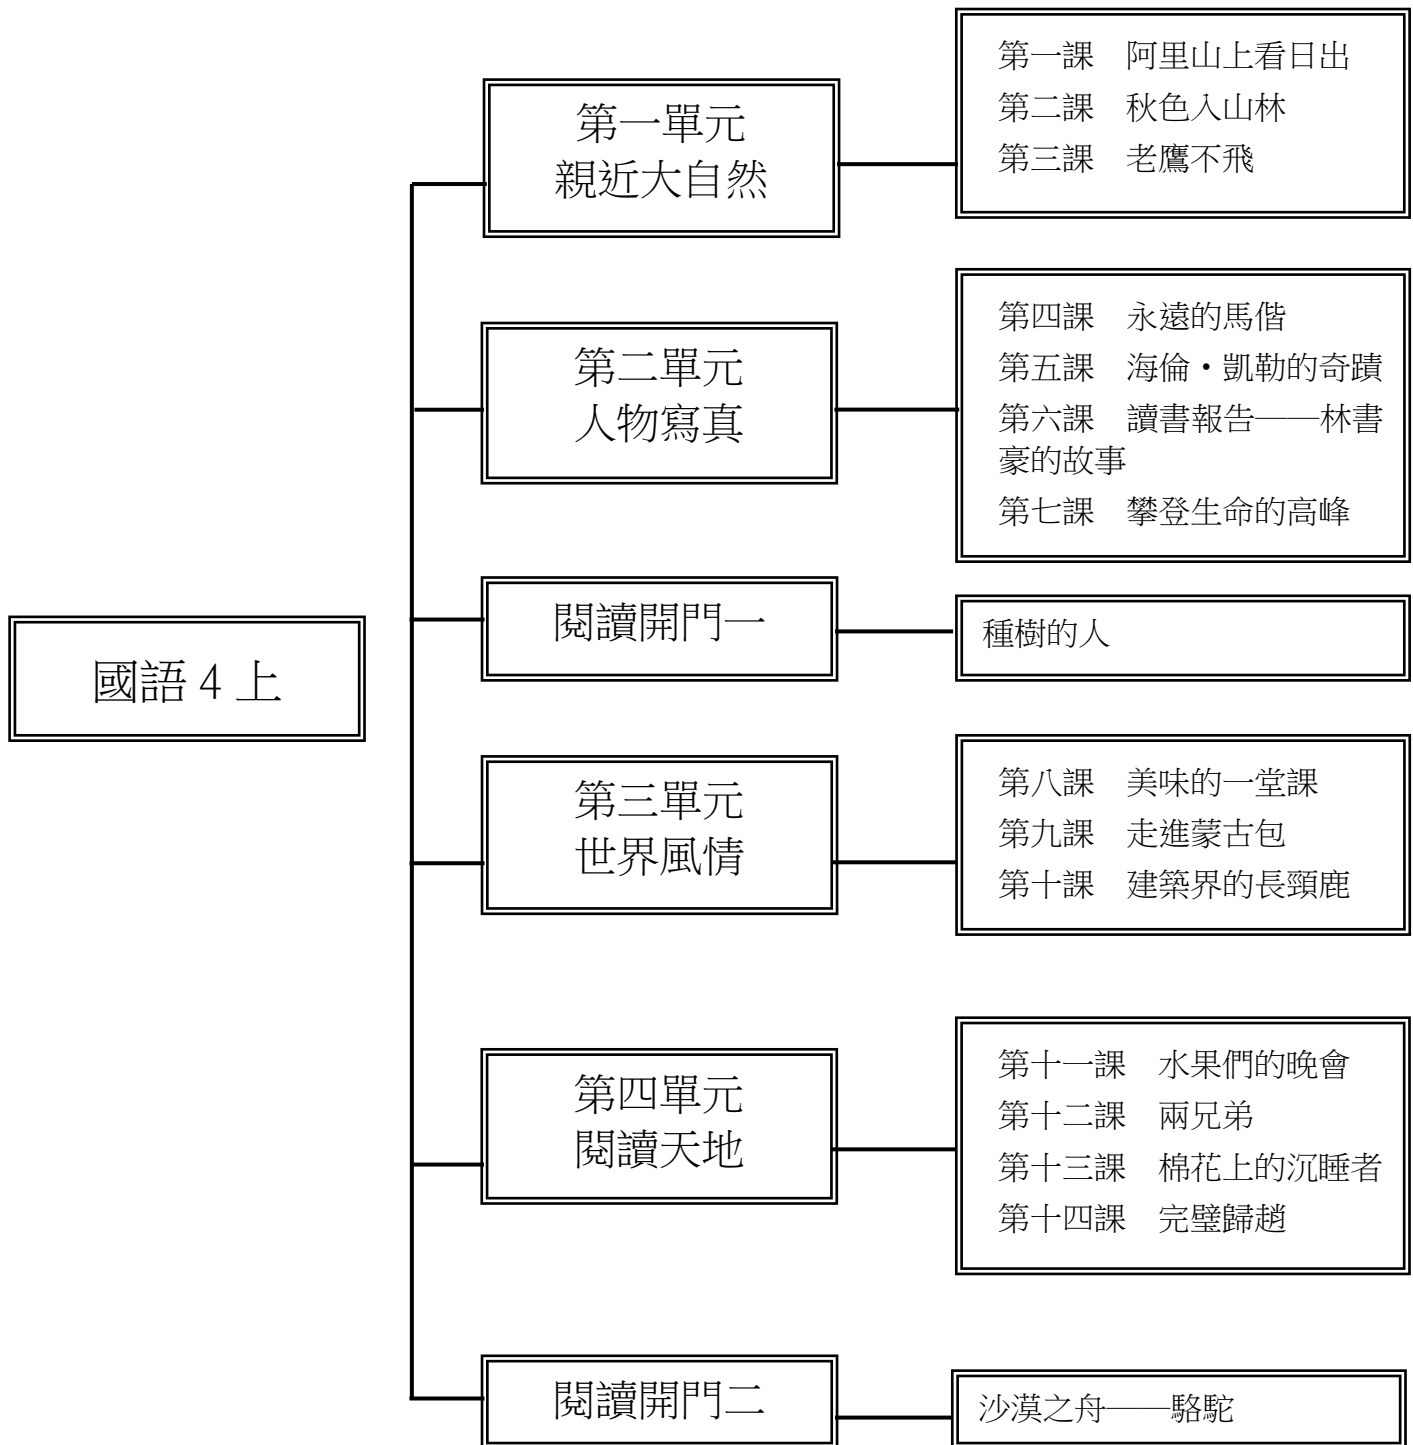 國語 4 上
第一單元
親近大自然
第一課　阿里山上看日出
第二課　秋色入山林
第三課　老鷹不飛
第二單元
人物寫真
第四課　永遠的馬偕
第五課　海倫‧凱勒的奇蹟
第六課　讀書報告——林書
豪的故事
第七課　攀登生命的高峰
閱讀開門一
種樹的人
第三單元
世界風情
第八課　美味的一堂課
第九課　走進蒙古包
第十課　建築界的長頸鹿
第四單元
閱讀天地
第十一課　水果們的晚會
第十二課　兩兄弟
第十三課　棉花上的沉睡者
第十四課　完璧歸趙
閱讀開門二
沙漠之舟——駱駝